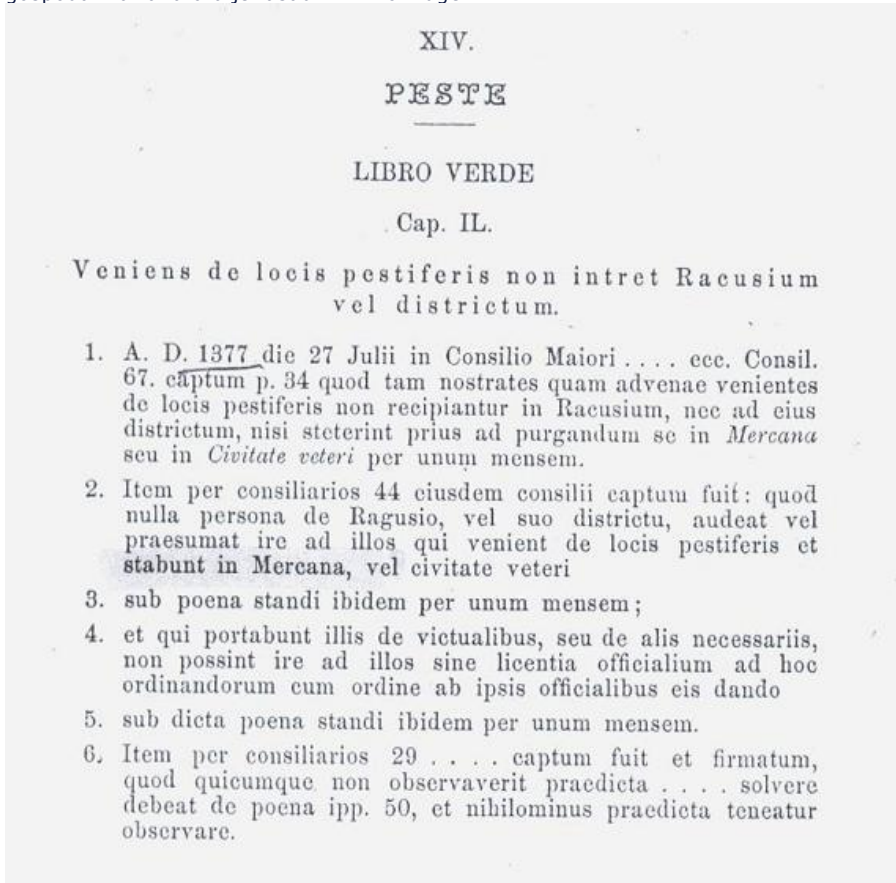 XIV.
PESTE
LIBRO VERDE
Cap. IL.
Veniens de locis pestiferis non intret Racusium
vel districtum.
1. A. D. 1377 die 27 Julii in Consilio Maiori . . . . ecc. Consil.
67. captum p. 34 quod tam nostrates quam advenae venientes
de locis pestiferis non recipiantur in Racusium, nec ad eius
districtum, nisi steterint prius ad purgandum se in Mercana
seu in Civitate veteri per unum mensem.
2. Item per consiliarios 44 eiusdem consilii captum fuit: quod
nulla persona de Ragusio, vel suo districtu, audeat vel
praesumat ire ad illos qui venient de locis pestiferis et
stabunt in Mercana, vel civitate veteri
3. sub poena standi ibidem per unum mensem;
4. et qui portabunt illis de victualibus, seu de alis necessariis,
non possint ire ad illos sine licentia officialium ad hoc
ordinandorum cum ordine ab ipsis officialibus eis dando
5. sub dicta poena standi ibidem per unum mensem.
6. Item per consiliarios 29 . . . . captum fuit et firmatum,
quod quicumque non observaverit praedicta . . . . solvere
debeat de poena ipp. 50, et nihilominus praedicta teneatur
observare.